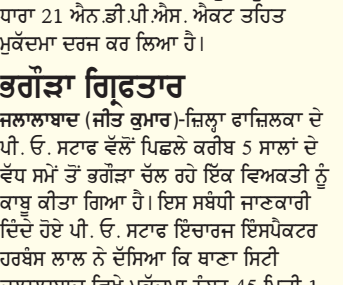 ਧਾਰਾ 21 ਐਨ.ਡੀ.ਪੀ.ਐਸ. ਐਕਟ ਤਹਿਤ
ਮੁਕੱਦਮਾ ਦਰਜ ਕਰ ਲਿਆ ਹੈ।
ਭਗੌੜਾ ਗ੍ਰਿਫਤਾਰ
ਜਲਾਲਾਬਾਦ (ਜੀਤ ਕੁਮਾਰ)-ਜ਼ਿਲ੍ਹਾ ਫਾਜ਼ਿਲਕਾ ਦੇ
ਪੀ. ਓ. ਸਟਾਫ ਵੱਲੋਂ ਪਿਛਲੇ ਕਰੀਬ 5 ਸਾਲਾਂ ਦੇ
ਵੱਧ ਸਮੇਂ ਤੋਂ ਭਗੌੜਾ ਚੱਲ ਰਹੇ ਇੱਕ ਵਿਅਕਤੀ ਨੂੰ
ਕਾਬੂ ਕੀਤਾ ਗਿਆ ਹੈ। ਇਸ ਸਬੰਧੀ ਜਾਣਕਾਰੀ
ਦਿੰਦੇ ਹੋਏ ਪੀ. ਓ. ਸਟਾਫ ਇੰਚਾਰਜ ਇੰਸਪੈਕਟਰ
ਹਰਬੰਸ ਲਾਲ ਨੇ ਦੱਸਿਆ ਕਿ ਥਾਣਾ ਸਿਟੀ